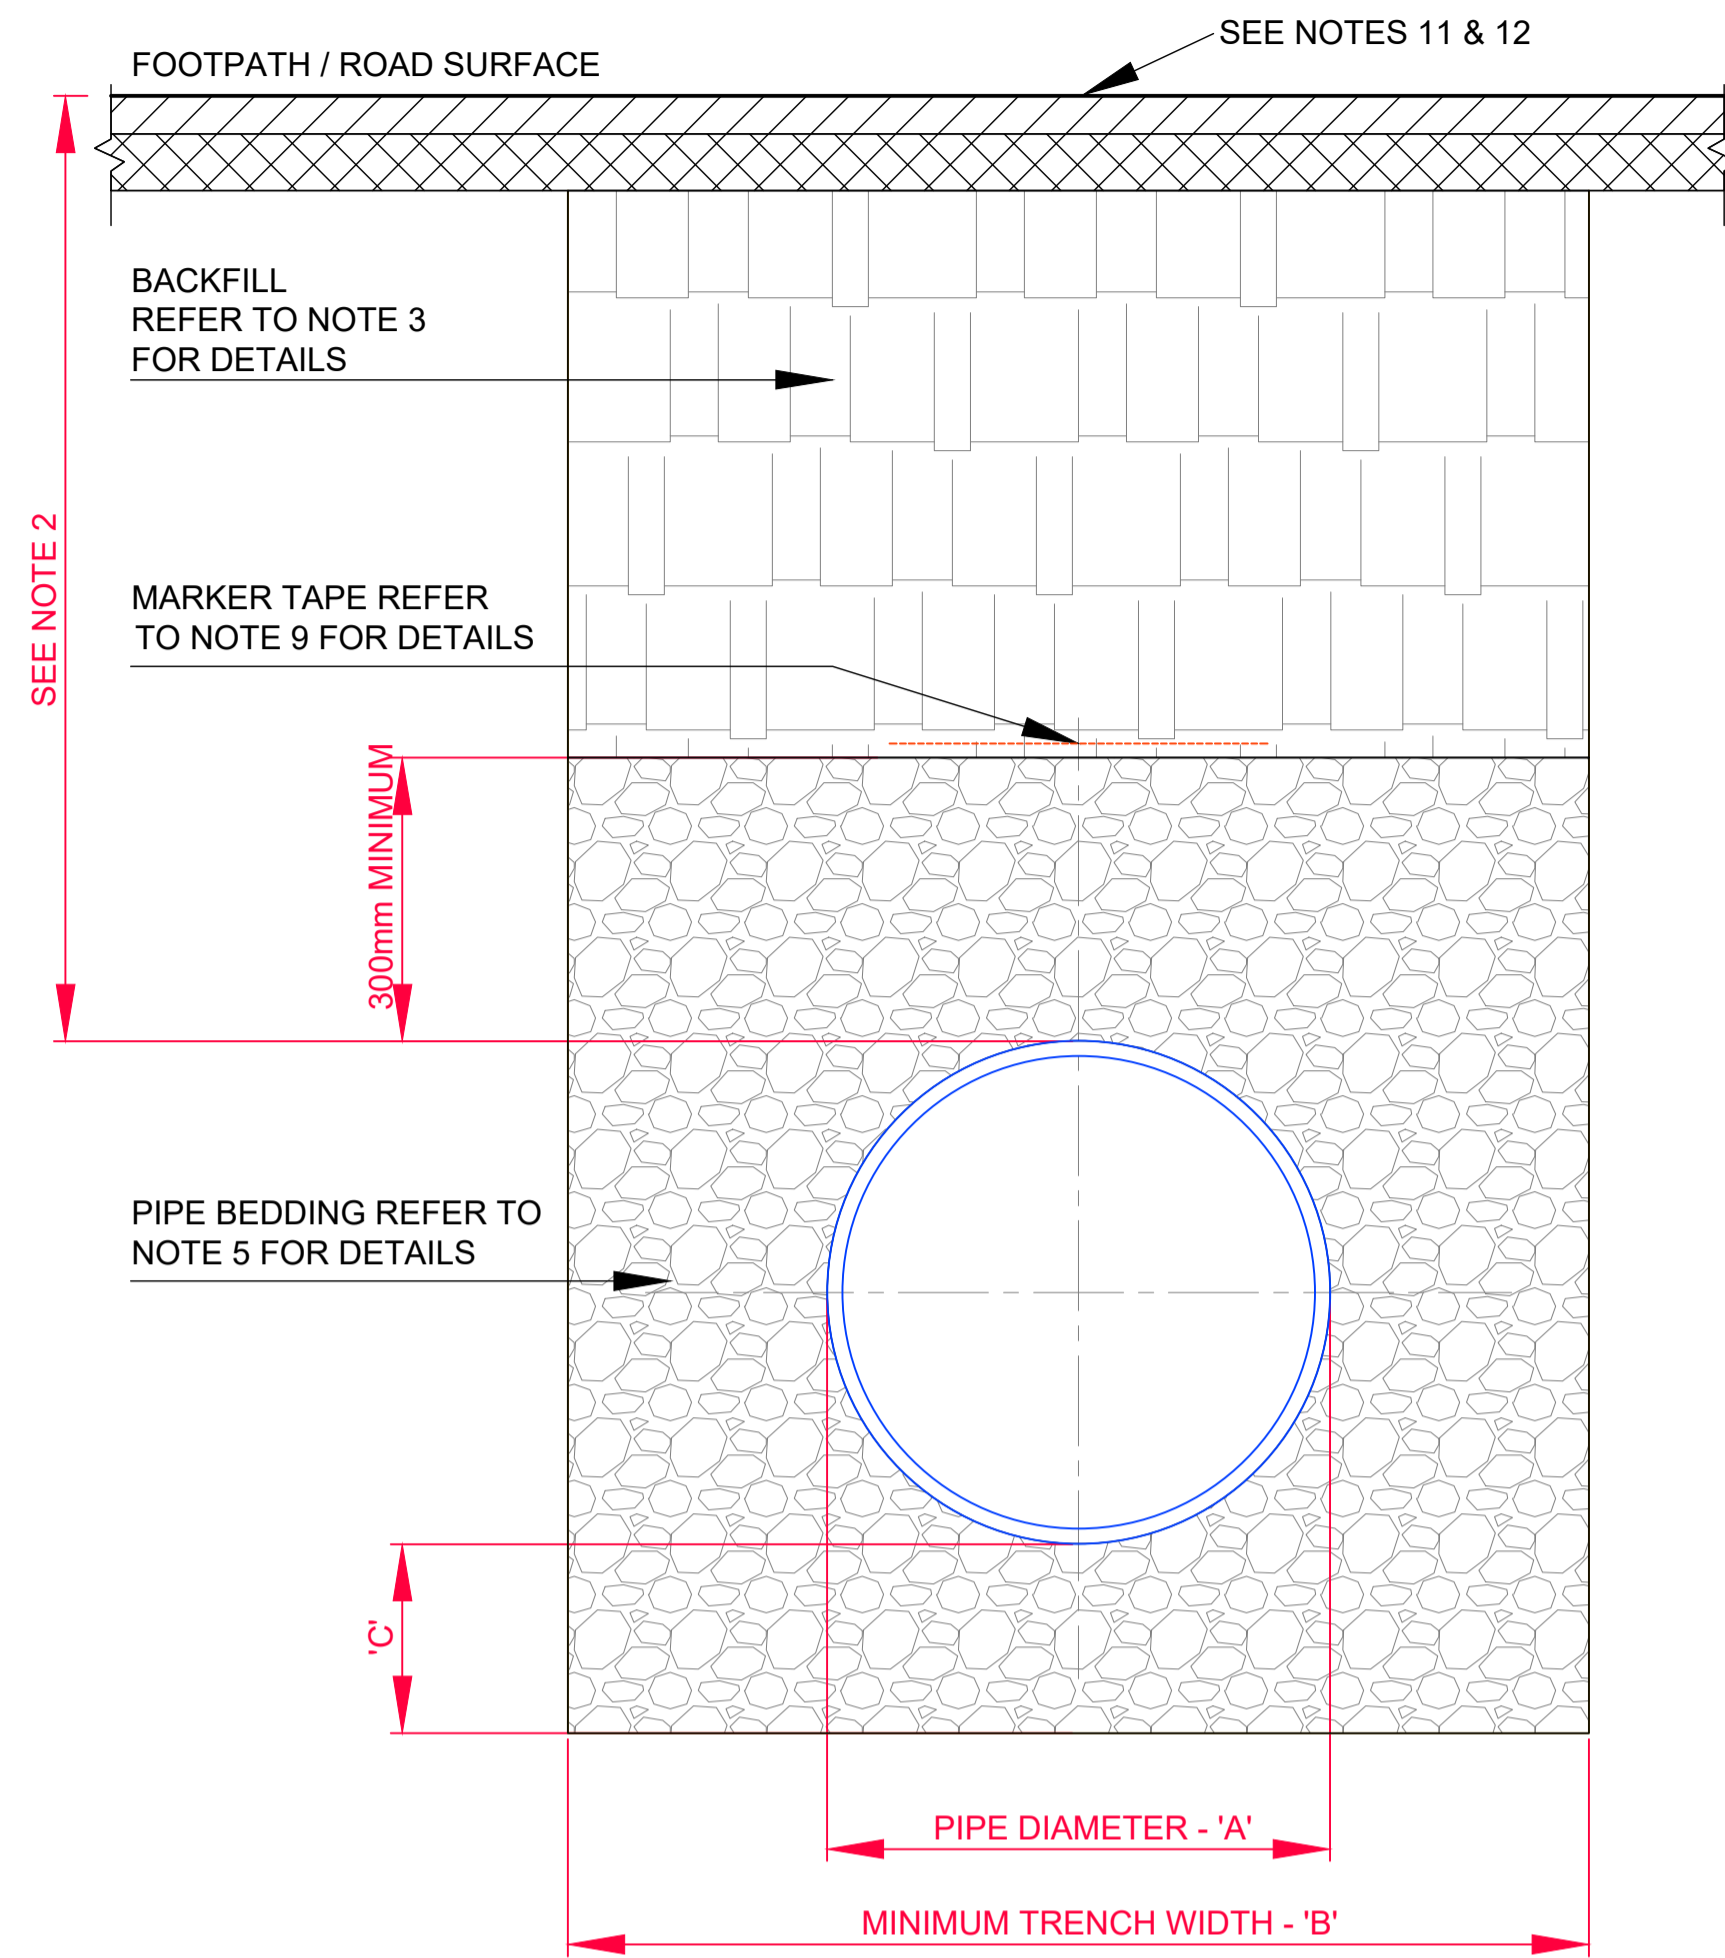 SEE NOTES 11 & 12
FOOTPATH / ROAD SURFACE
BACKFILL
REFER TO NOTE 3
FOR DETAILS
SEE NOTE 2
MARKER TAPE REFER
TO NOTE 9 FOR DETAILS
300mm MINIMUM
PIPE BEDDING REFER TO
NOTE 5 FOR DETAILS
'C'
PIPE DIAMETER - 'A'
MINIMUM TRENCH WIDTH - 'B'